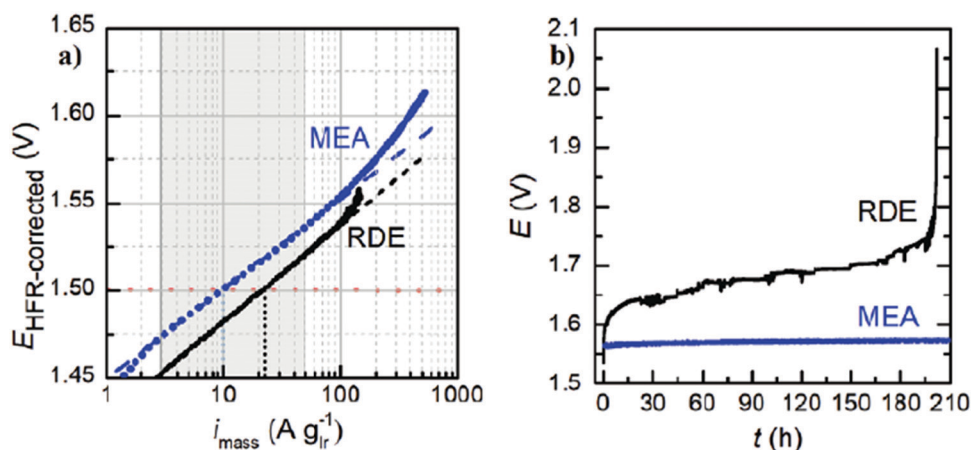 a)
1.65
1.60
1.55
1.50
1.45
E_HFR-corrected (V)
MEA
RDE
1 10 100 1000
i_mass (A g_Ir^-1)
b)
2.1
2.0
1.9
1.8
1.7
1.6
1.5
E (V)
RDE
MEA
0 30 60 90 120 150 180 210
t (h)